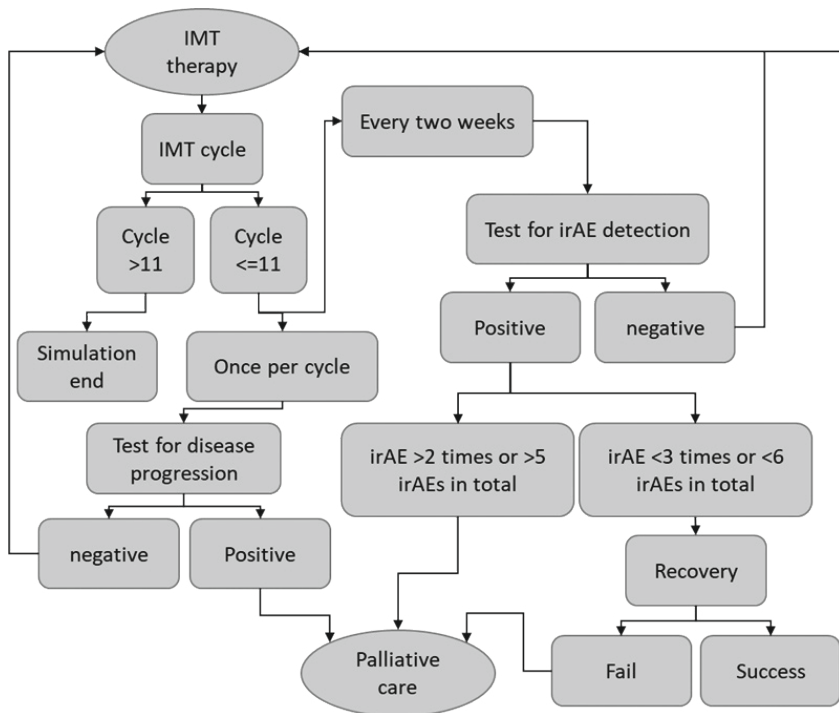 IMT
therapy
Every two weeks
IMT cycle
Cycle
>11
Cycle
<=11
Test for irAE detection
Positive
negative
Simulation
end
Once per cycle
Test for disease
progression
irAE >2 times or >5
irAEs in total
irAE <3 times or <6
irAEs in total
negative
Positive
Recovery
Palliative
care
Fail
Success